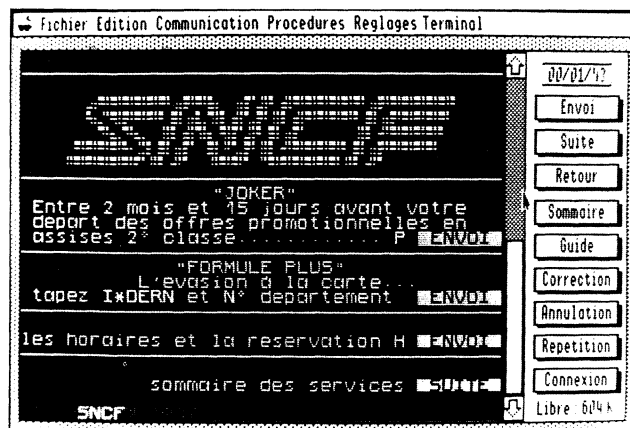 Fichier Edition Communication Procedures Reglages Terminal
SNCF
"JOKER"
Entre 2 mois et 15 jours avant votre
depart des offres promotionnelles en
assises 2° classe............ P ENVOI
"FORMULE PLUS"
L'evasion à la carte...
tapez I*DERN et N° departement ENVOI
les horaires et la reservation H ENVOI
sommaire des services SUITE
SNCF
Envoi
Suite
Retour
Sommaire
Guide
Correction
Annulation
Repetition
Connexion
Libre : 604 K